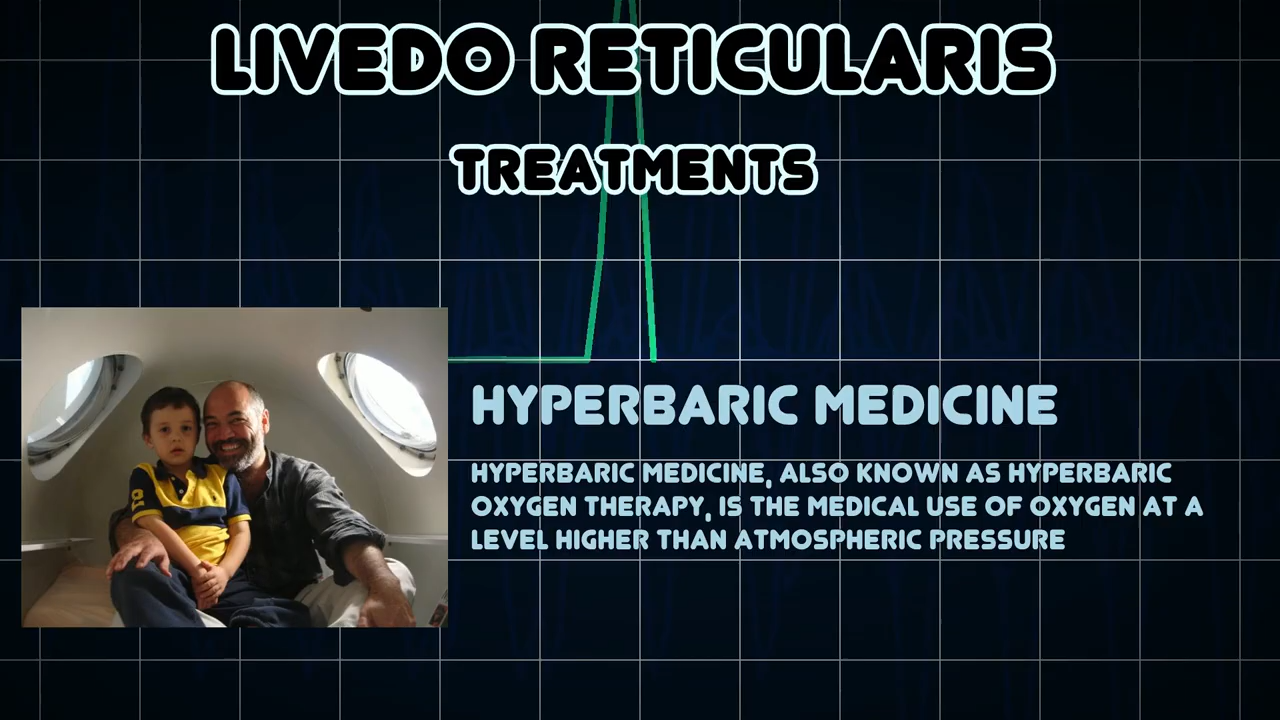 LIVEDO RETICULARIS
TREATMENTS
HYPERBARIC MEDICINE
HYPERBARIC MEDICINE, ALSO KNOWN AS HYPERBARIC
OXYGEN THERAPY, IS THE MEDICAL USE OF OXYGEN AT A
LEVEL HIGHER THAN ATMOSPHERIC PRESSURE